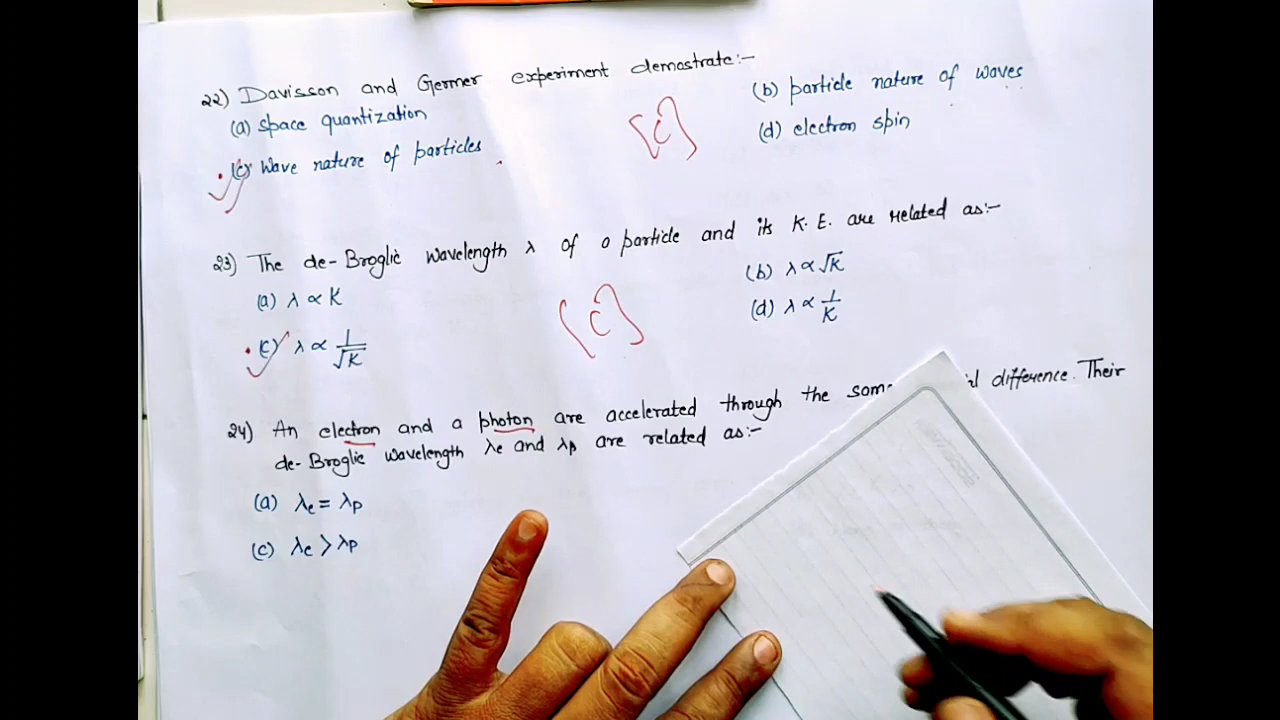 22) Davisson and Germer experiment demostrate:-
(a) space quantization
(b) particle nature of waves
(c) Wave nature of particles
(d) electron spin
[C]
23) The de-Broglie wavelength λ of a particle and its K.E. are related as:-
(a) λ ∝ K
(b) λ ∝ √K
(c) λ ∝ 1/√K
(d) λ ∝ 1/K
[C]
24) An electron and a photon are accelerated through the same difference. Their
de-Broglie wavelength λe and λp are related as:-
(a) λe = λp
(c) λe > λp